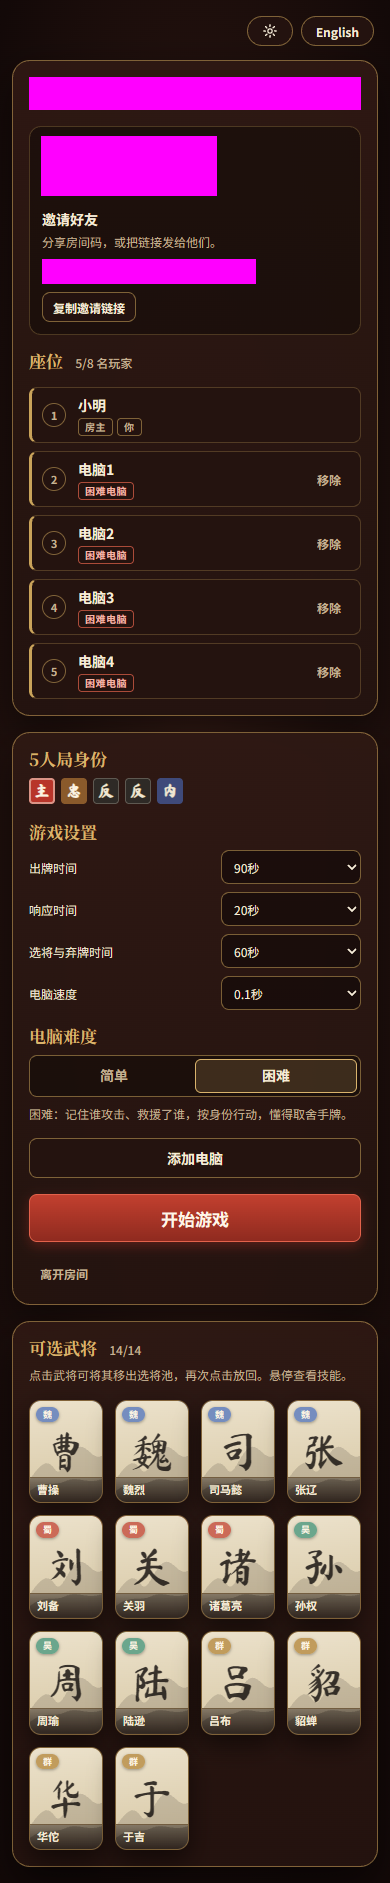 English
邀请好友
分享房间码，或把链接发给他们。
复制邀请链接
座位 5/8 名玩家
1 小明
房主 你
2 电脑1 移除
困难电脑
3 电脑2 移除
困难电脑
4 电脑3 移除
困难电脑
5 电脑4 移除
困难电脑
5人局身份
主 忠 反 反 内
游戏设置
出牌时间 90秒
响应时间 20秒
选将与弃牌时间 60秒
电脑速度 0.1秒
电脑难度
简单 困难
困难：记住谁攻击、救援了谁，按身份行动，懂得取舍手牌。
添加电脑
开始游戏
离开房间
可选武将 14/14
点击武将可将其移出选将池，再次点击放回。悬停查看技能。
魏 魏 魏 魏
曹 魏 司 张
曹操 魏烈 司马懿 张辽
蜀 蜀 蜀 吴
刘 关 诸 孙
刘备 关羽 诸葛亮 孙权
吴 吴 群 群
周 陆 吕 貂
周瑜 陆逊 吕布 貂蝉
群 群
华 于
华佗 于吉